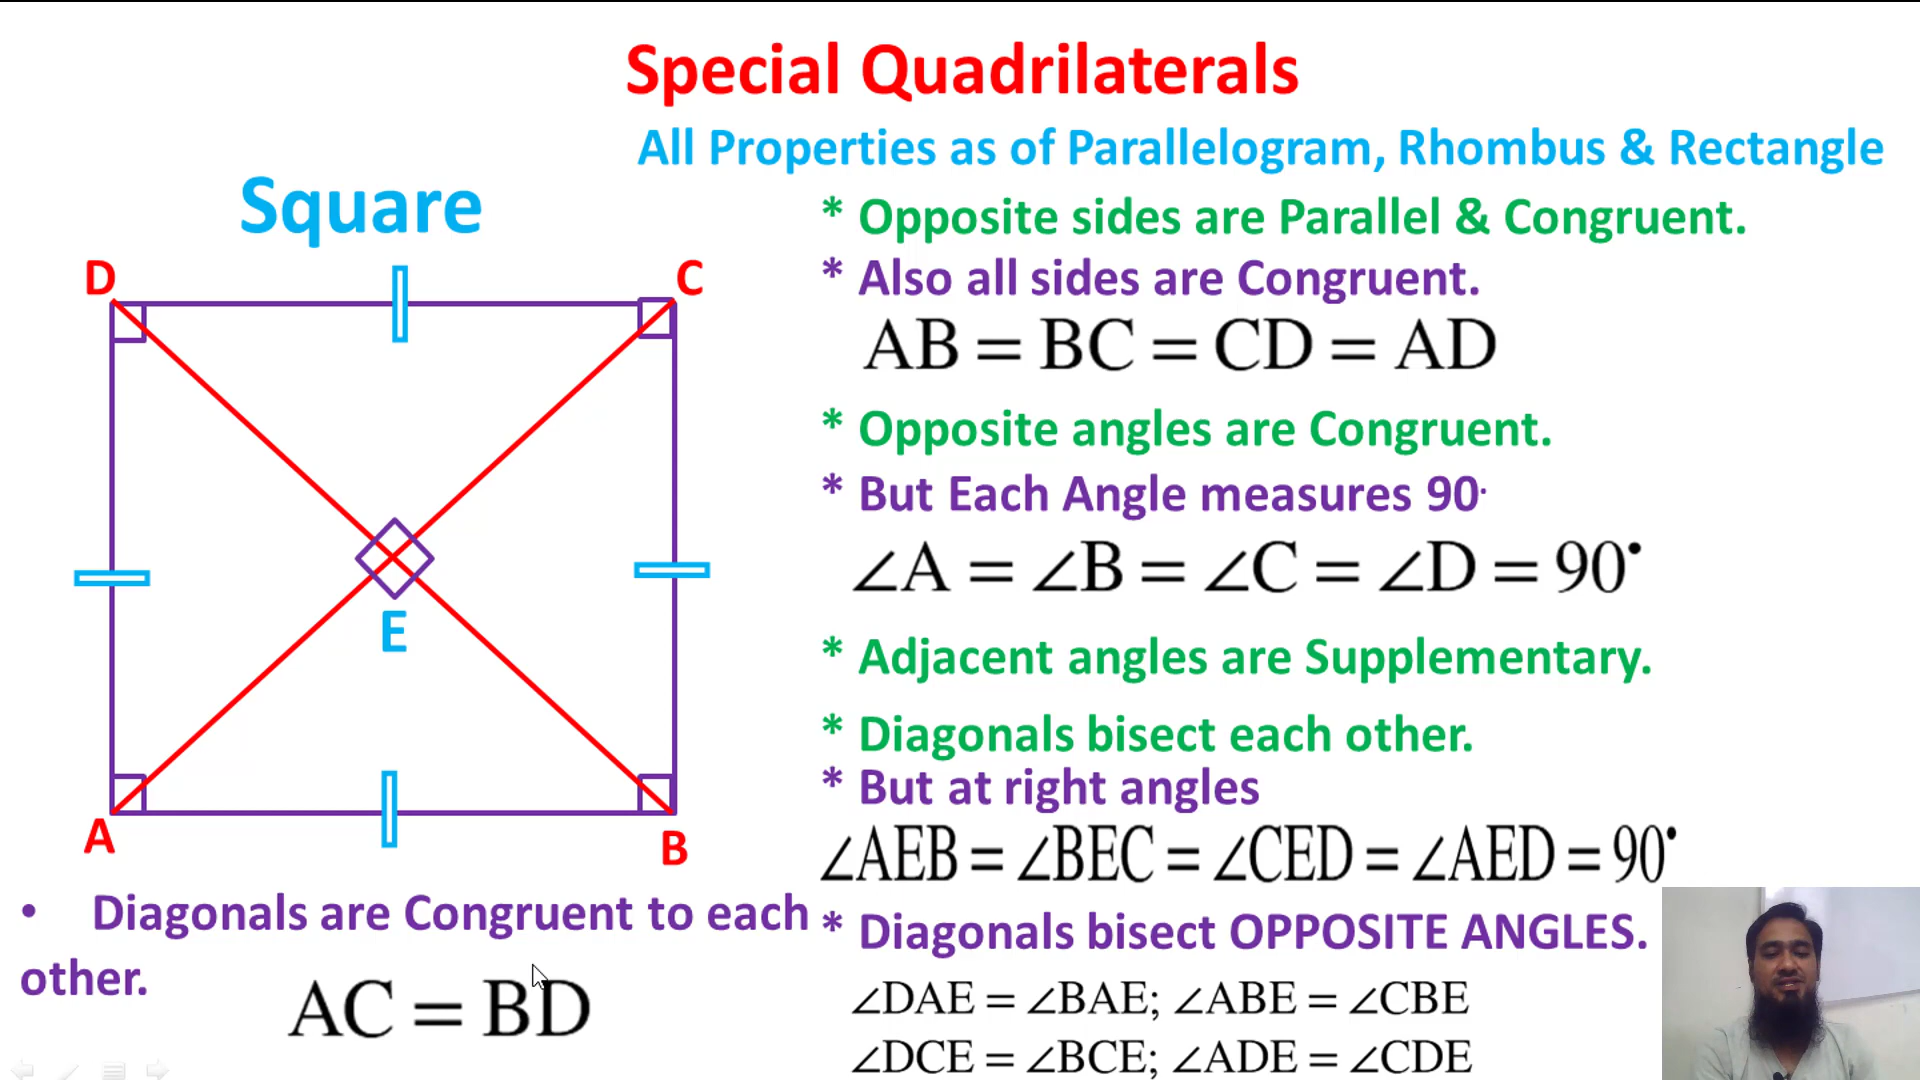 Special Quadrilaterals
All Properties as of Parallelogram, Rhombus & Rectangle
Square
D
C
E
A
B
* Opposite sides are Parallel & Congruent.
* Also all sides are Congruent.
AB = BC = CD = AD
* Opposite angles are Congruent.
* But Each Angle measures 90˙
∠A = ∠B = ∠C = ∠D = 90•
* Adjacent angles are Supplementary.
* Diagonals bisect each other.
* But at right angles
∠AEB = ∠BEC = ∠CED = ∠AED = 90•
* Diagonals bisect OPPOSITE ANGLES.
∠DAE = ∠BAE; ∠ABE = ∠CBE
∠DCE = ∠BCE; ∠ADE = ∠CDE
• Diagonals are Congruent to each
other.
AC = BD